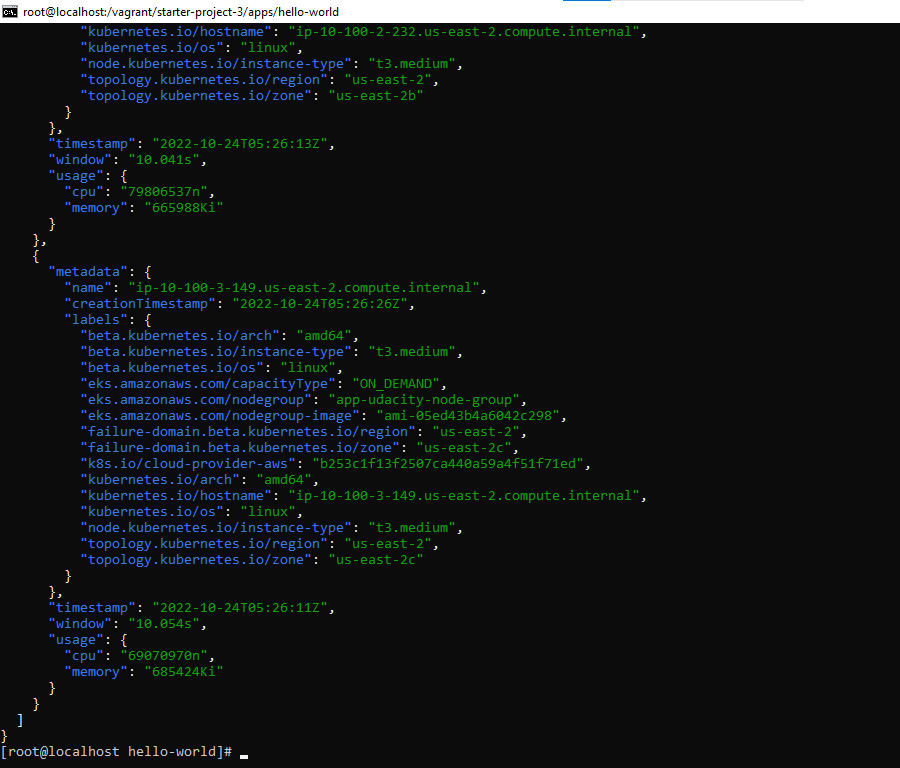 root@localhost:/vagrant/starter-project-3/apps/hello-world
"kubernetes.io/hostname": "ip-10-100-2-232.us-east-2.compute.internal",
"kubernetes.io/os": "linux",
"node.kubernetes.io/instance-type": "t3.medium",
"topology.kubernetes.io/region": "us-east-2",
"topology.kubernetes.io/zone": "us-east-2b"
}
},
"timestamp": "2022-10-24T05:26:13Z",
"window": "10.041s",
"usage": {
"cpu": "79806537n",
"memory": "665988Ki"
}
},
{
"metadata": {
"name": "ip-10-100-3-149.us-east-2.compute.internal",
"creationTimestamp": "2022-10-24T05:26:26Z",
"labels": {
"beta.kubernetes.io/arch": "amd64",
"beta.kubernetes.io/instance-type": "t3.medium",
"beta.kubernetes.io/os": "linux",
"eks.amazonaws.com/capacityType": "ON_DEMAND",
"eks.amazonaws.com/nodegroup": "app-udacity-node-group",
"eks.amazonaws.com/nodegroup-image": "ami-05ed43b4a6042c298",
"failure-domain.beta.kubernetes.io/region": "us-east-2",
"failure-domain.beta.kubernetes.io/zone": "us-east-2c",
"k8s.io/cloud-provider-aws": "b253c1f13f2507ca440a59a4f51f71ed",
"kubernetes.io/arch": "amd64",
"kubernetes.io/hostname": "ip-10-100-3-149.us-east-2.compute.internal",
"kubernetes.io/os": "linux",
"node.kubernetes.io/instance-type": "t3.medium",
"topology.kubernetes.io/region": "us-east-2",
"topology.kubernetes.io/zone": "us-east-2c"
}
},
"timestamp": "2022-10-24T05:26:11Z",
"window": "10.054s",
"usage": {
"cpu": "69070970n",
"memory": "685424Ki"
}
}
]
}
[root@localhost hello-world]#